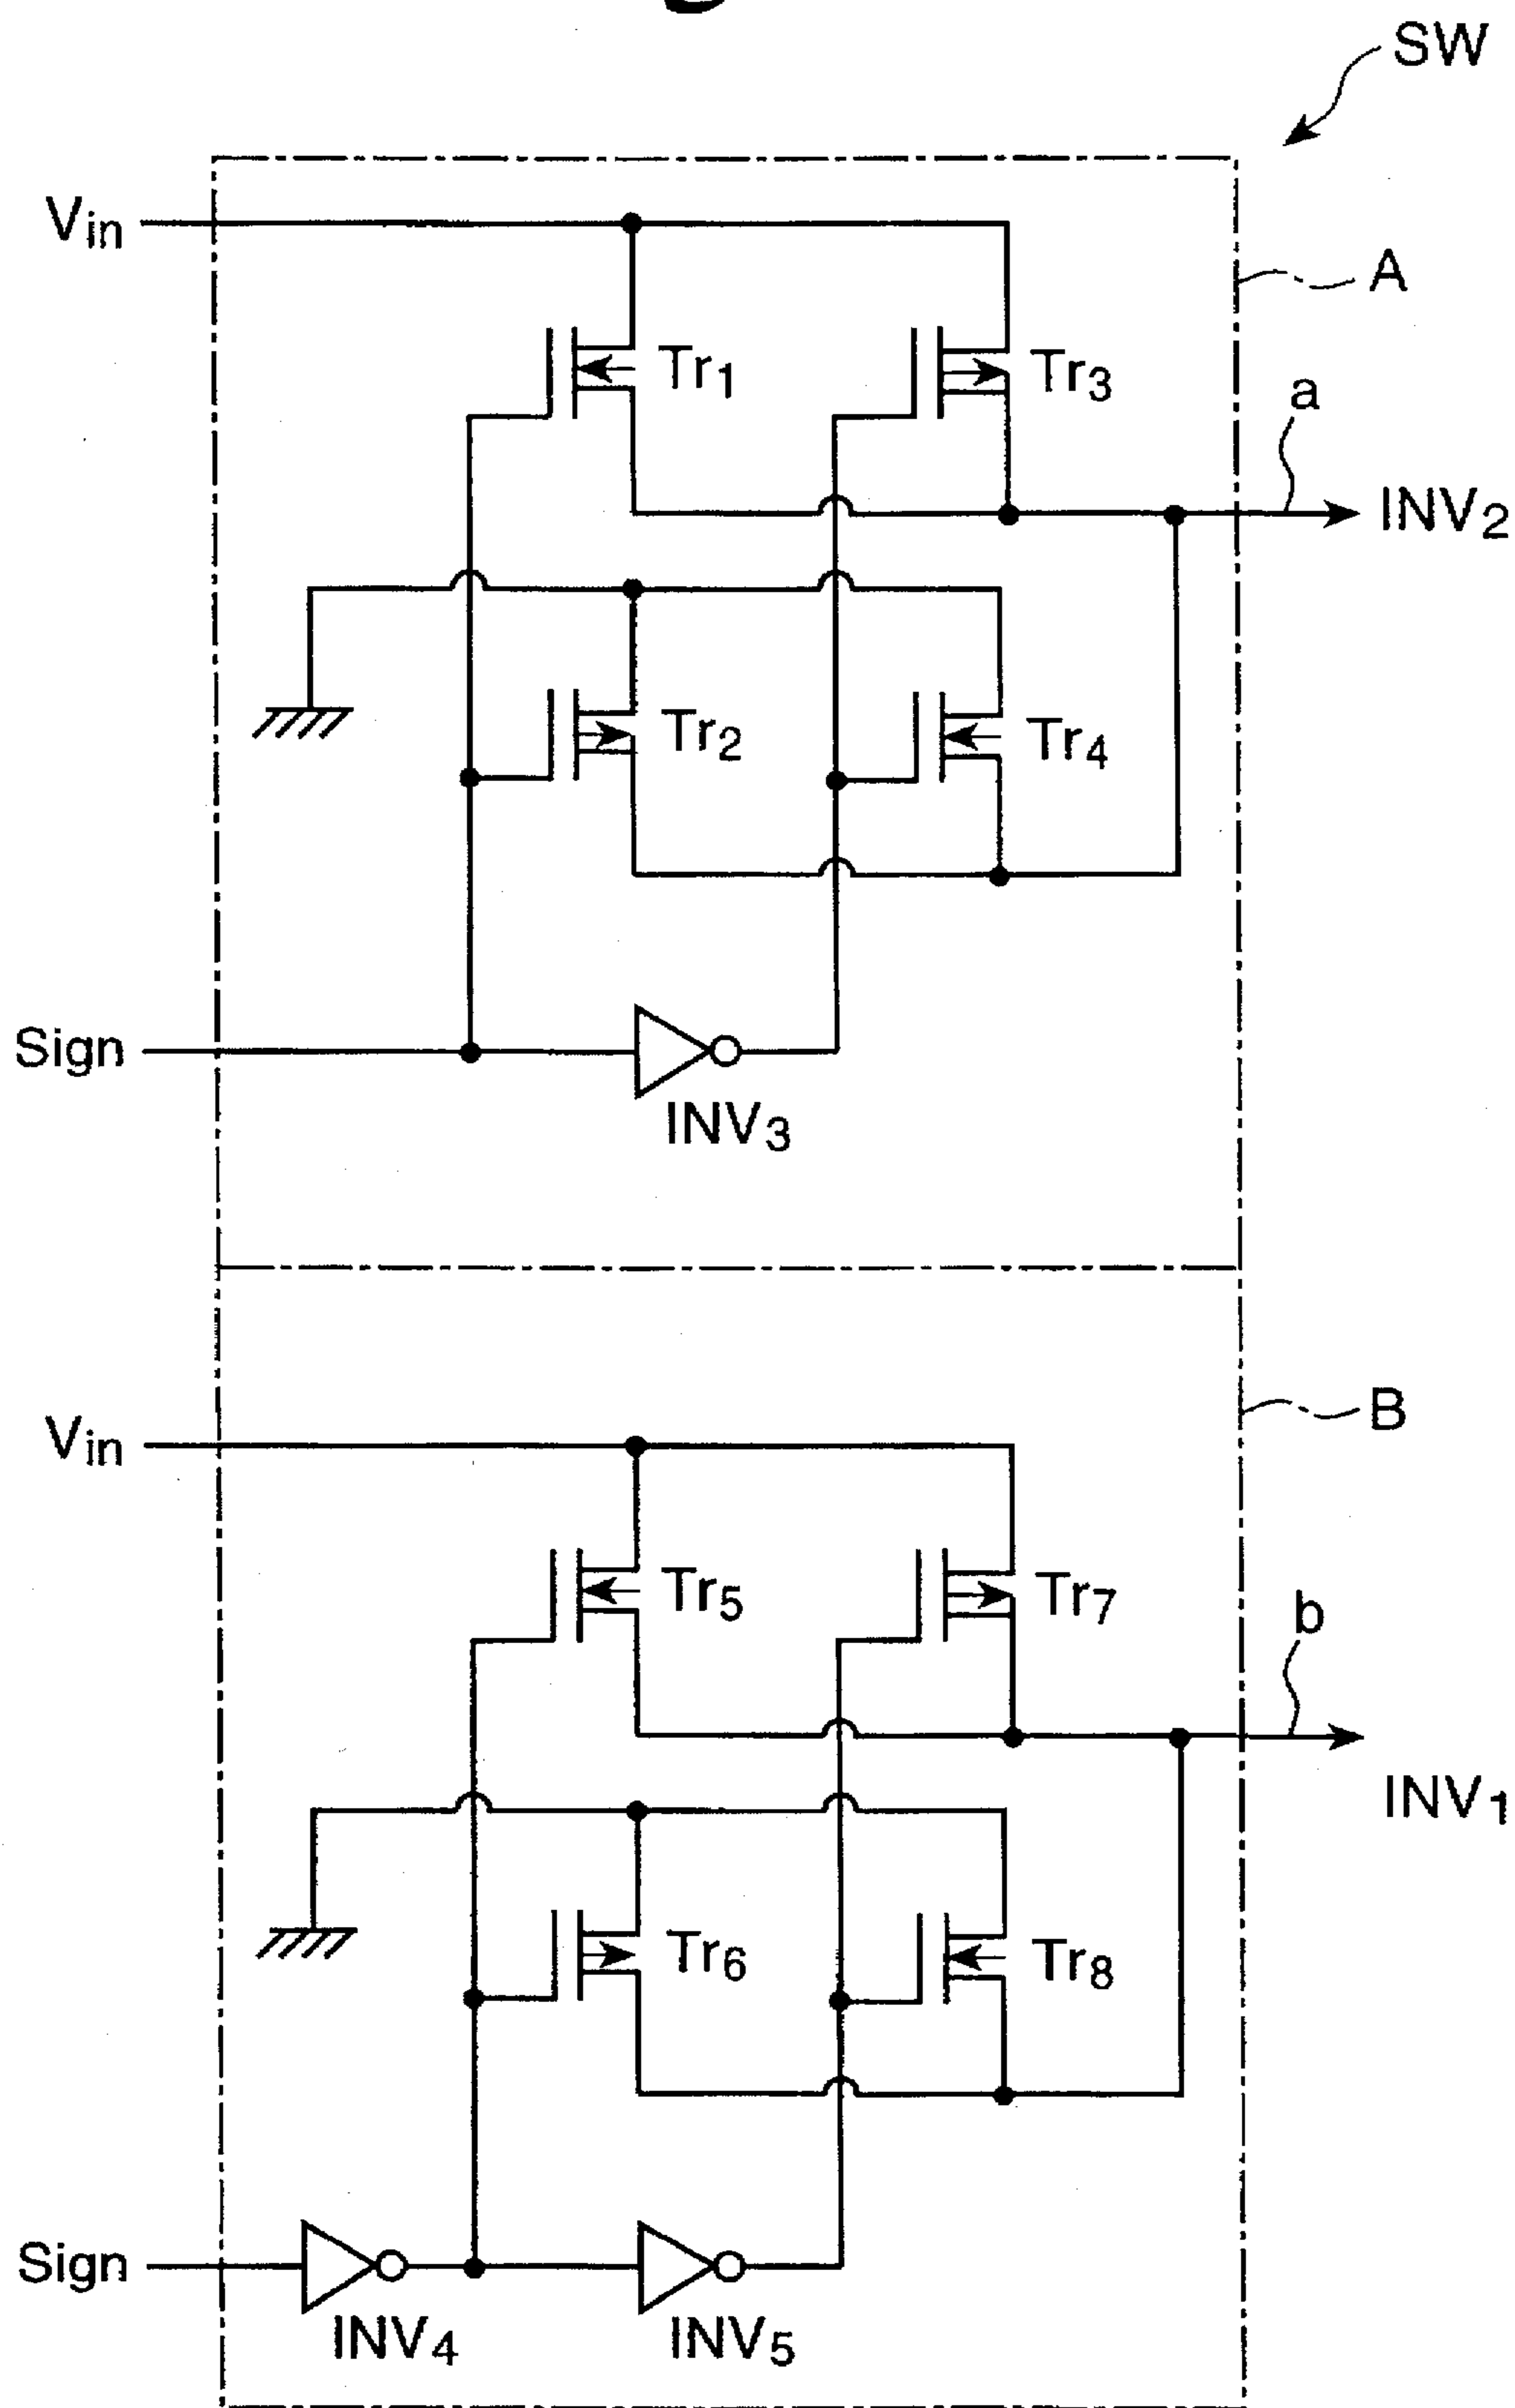 SW
Vin
A
Tr1
Tr3
a
INV2
Tr2
Tr4
Sign
INV3
Vin
B
Tr5
Tr7
b
INV1
Tr6
Tr8
Sign
INV4
INV5